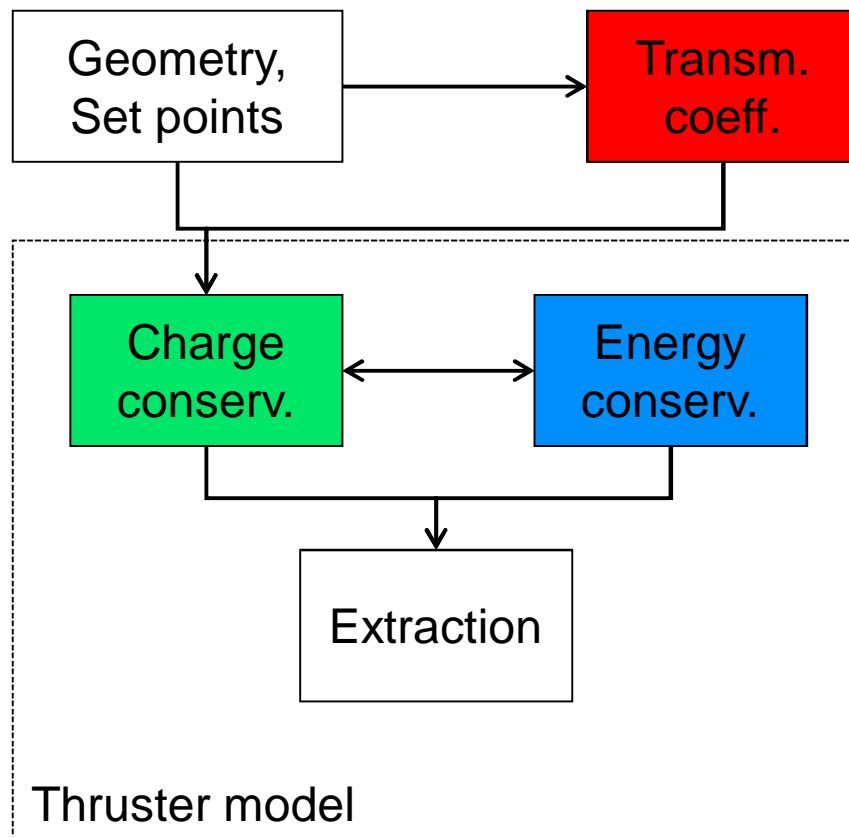 Geometry,
Set points
Transm.
coeff.
Charge
conserv.
Energy
conserv.
Extraction
Thruster model